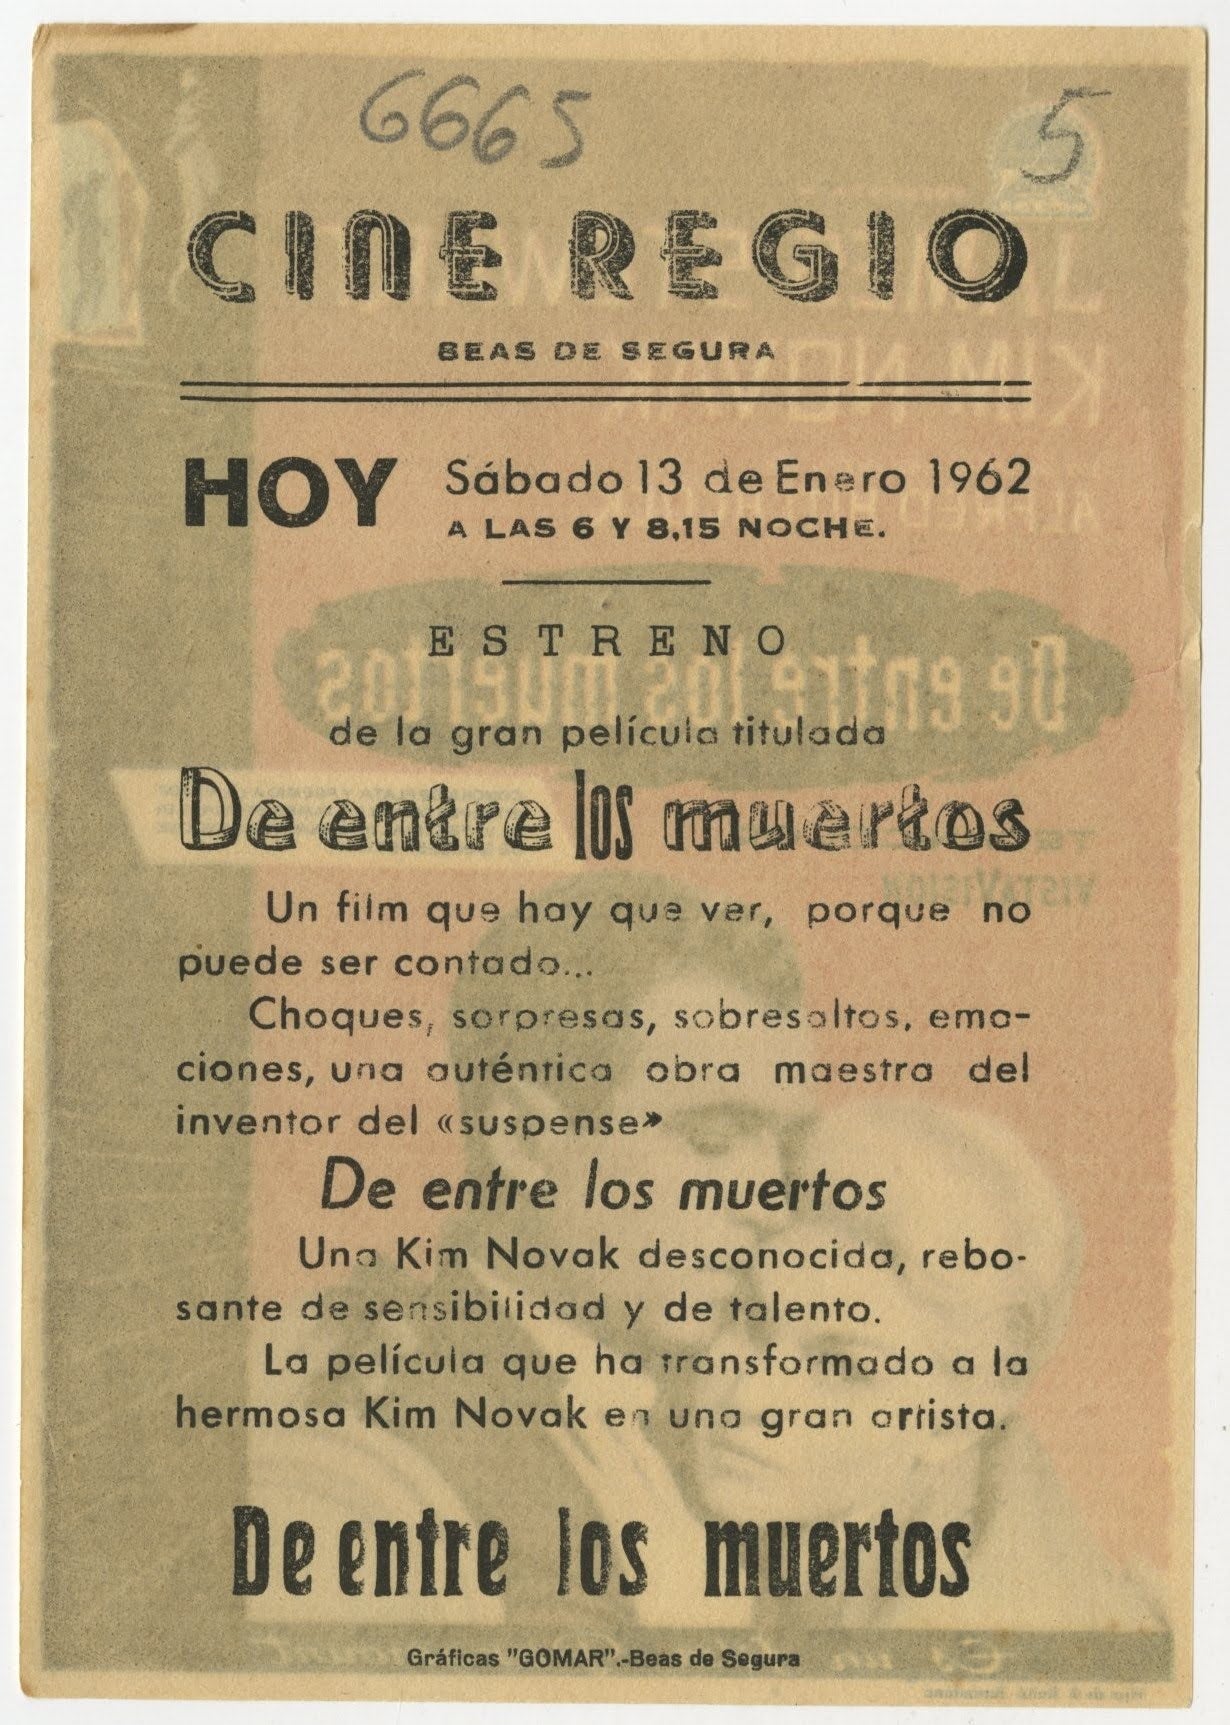 6665 5
CINE REGIO
BEAS DE SEGURA
HOY Sábado 13 de Enero 1962
A LAS 6 Y 8,15 NOCHE.
ESTRENO
de la gran película titulada
De entre los muertos
Un film que hay que ver, porque no
puede ser contado...
Choques, sorpresas, sobresaltos, emo-
ciones, una auténtica obra maestra del
inventor del «suspense»
De entre los muertos
Una Kim Novak desconocida, rebo-
sante de sensibilidad y de talento.
La película que ha transformado a la
hermosa Kim Novak en una gran artista.
De entre los muertos
Gráficas "GOMAR".-Beas de Segura